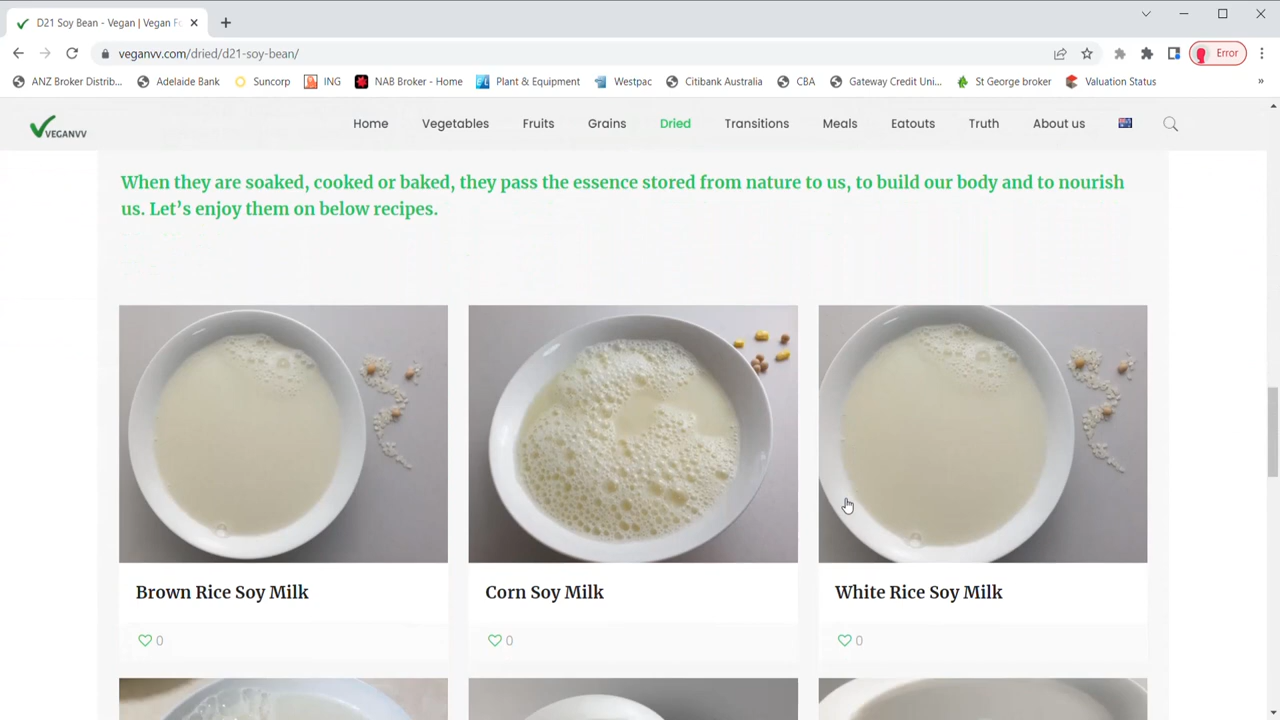 D21 Soy Bean - Vegan | Vegan Fo
veganvv.com/dried/d21-soy-bean/
Error
ANZ Broker Distrib...
Adelaide Bank
Suncorp
ING
NAB Broker - Home
Plant & Equipment
Westpac
Citibank Australia
CBA
Gateway Credit Uni...
St George broker
Valuation Status
»
VEGANVV
Home
Vegetables
Fruits
Grains
Dried
Transitions
Meals
Eatouts
Truth
About us
When they are soaked, cooked or baked, they pass the essence stored from nature to us, to build our body and to nourish
us. Let’s enjoy them on below recipes.
Brown Rice Soy Milk
Corn Soy Milk
White Rice Soy Milk
0
0
0